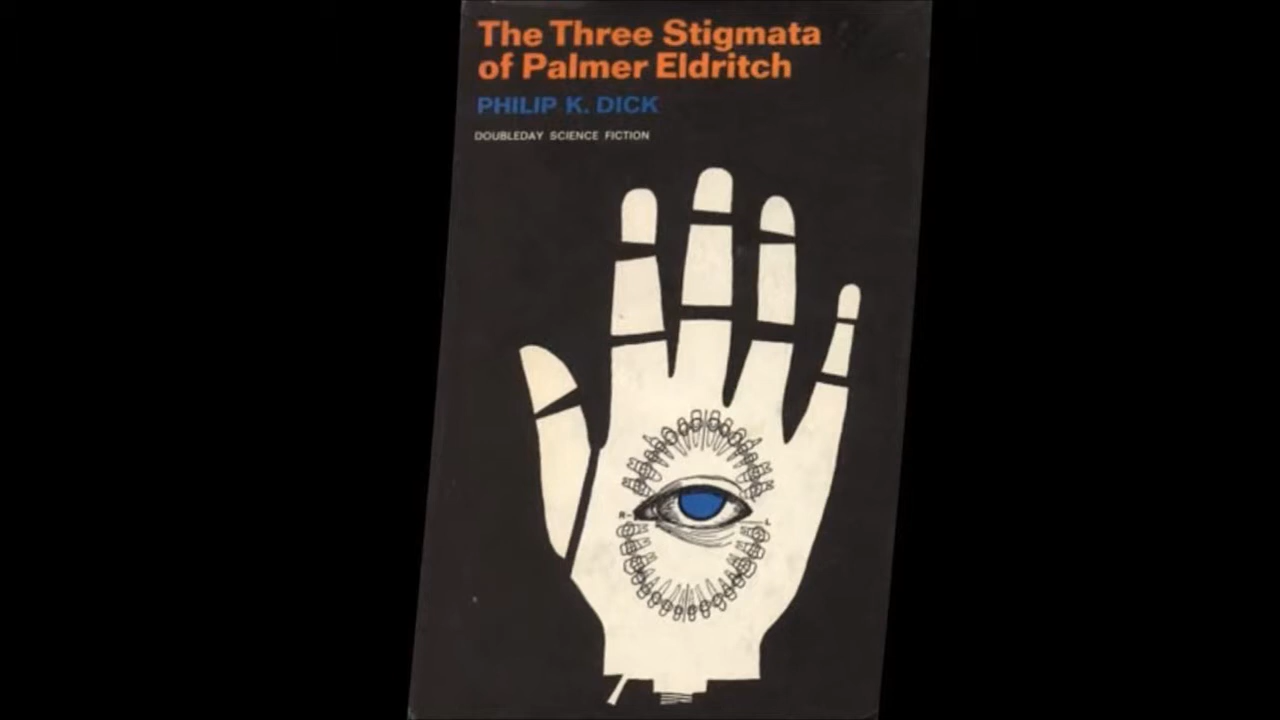 The Three Stigmata
of Palmer Eldritch
PHILIP K. DICK
DOUBLEDAY SCIENCE FICTION
R
L